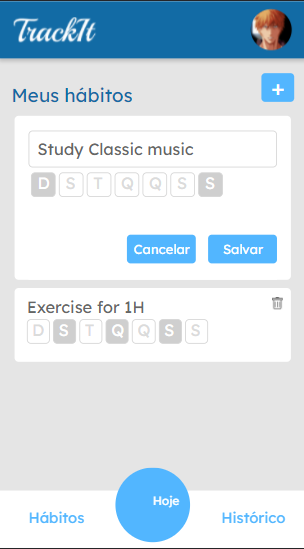 TrackIt
Meus hábitos
+
Study Classic music
D S T Q Q S S
Cancelar Salvar
Exercise for 1H
D S T Q Q S S
Hábitos Hoje Histórico